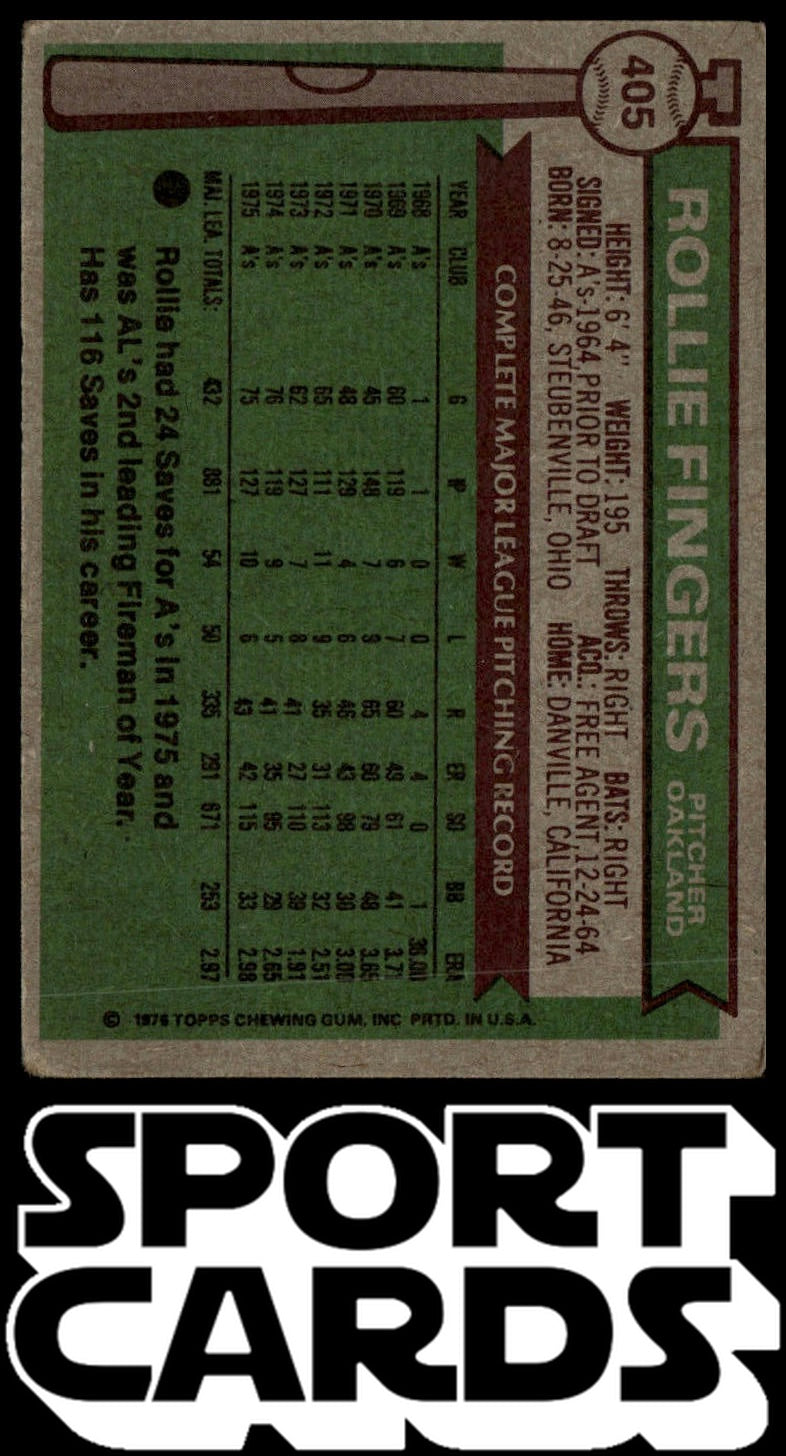 405
ROLLIE FINGERS PITCHER
OAKLAND
HEIGHT: 6' 4" WEIGHT: 195 THROWS: RIGHT BATS: RIGHT
SIGNED: A's-1964, PRIOR TO DRAFT ACQ.: FREE AGENT, 12-24-64
BORN: 8-25-46, STEUBENVILLE, OHIO HOME: DANVILLE, CALIFORNIA
COMPLETE MAJOR LEAGUE PITCHING RECORD
YEAR CLUB G IP W L R ER SO BB ERA
1968 A's 1 1 0 0 4 4 0 1 36.00
1969 A's 60 119 6 7 60 49 61 41 3.71
1970 A's 45 148 7 9 65 60 79 48 3.65
1971 A's 48 129 4 6 46 43 98 30 3.00
1972 A's 65 111 11 9 35 31 113 32 2.51
1973 A's 62 127 7 8 41 27 110 39 1.91
1974 A's 76 119 9 5 41 35 95 29 2.65
1975 A's 75 127 10 6 43 42 115 33 2.98
MAJ. LEA. TOTALS: 432 881 54 50 335 291 671 253 2.97
Rollie had 24 Saves for A's in 1975 and
was AL's 2nd leading Fireman of Year.
Has 116 Saves in his career.
© 1976 TOPPS CHEWING GUM, INC PRTD. IN U.S.A.
SPORT
CARDS